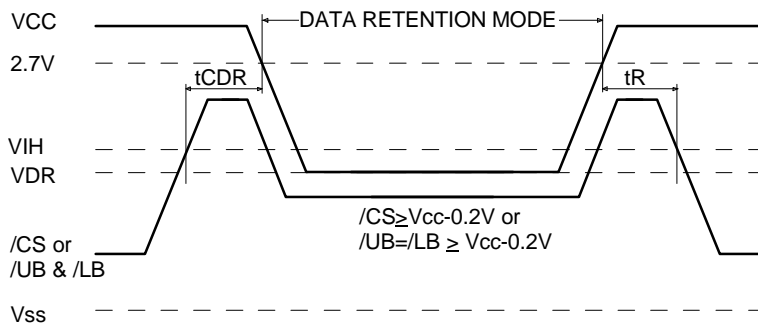 VCC
DATA RETENTION MODE
2.7V
tCDR
tR
VIH
VDR
/CS≥Vcc-0.2V or
/UB=/LB ≥ Vcc-0.2V
/CS or
/UB & /LB
Vss